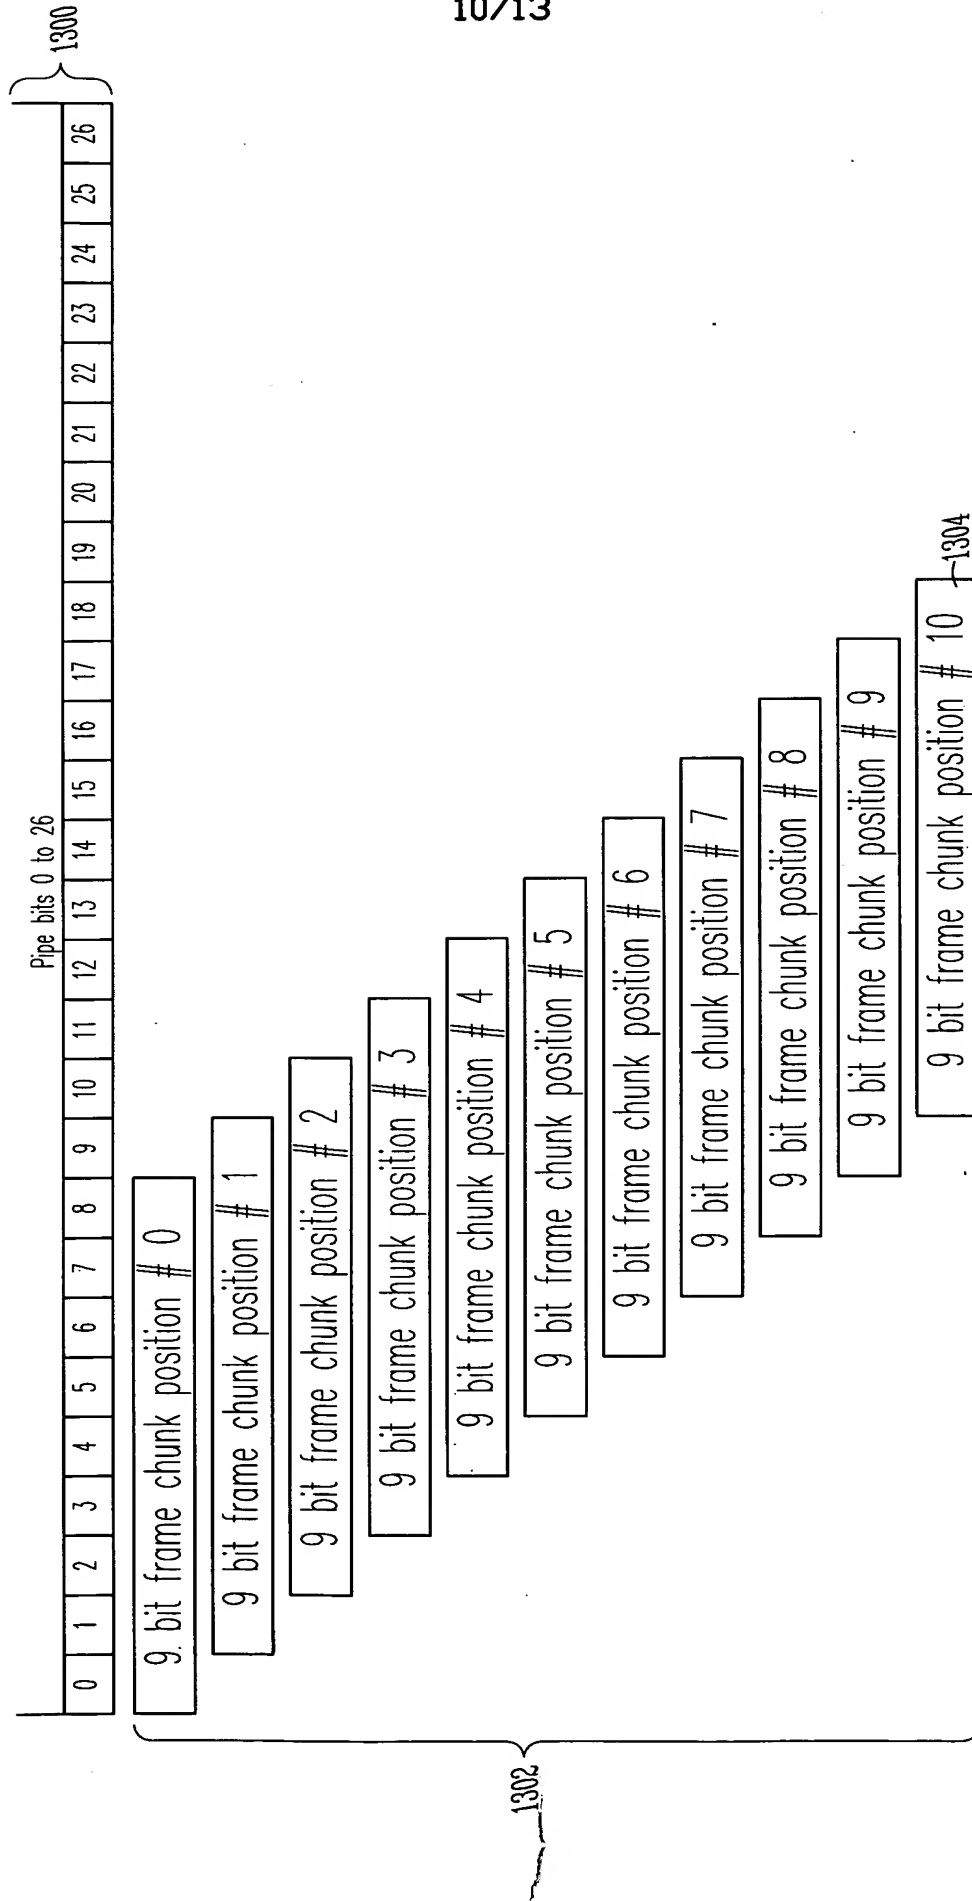 10/13
1300
Pipe bits 0 to 26
0 1 2 3 4 5 6 7 8 9 10 11 12 13 14 15 16 17 18 19 20 21 22 23 24 25 26
9. bit frame chunk position # 0
9 bit frame chunk position # 1
9 bit frame chunk position # 2
9 bit frame chunk position # 3
9 bit frame chunk position # 4
9 bit frame chunk position # 5
9 bit frame chunk position # 6
9 bit frame chunk position # 7
9 bit frame chunk position # 8
9 bit frame chunk position # 9
9 bit frame chunk position # 10
1302
1304